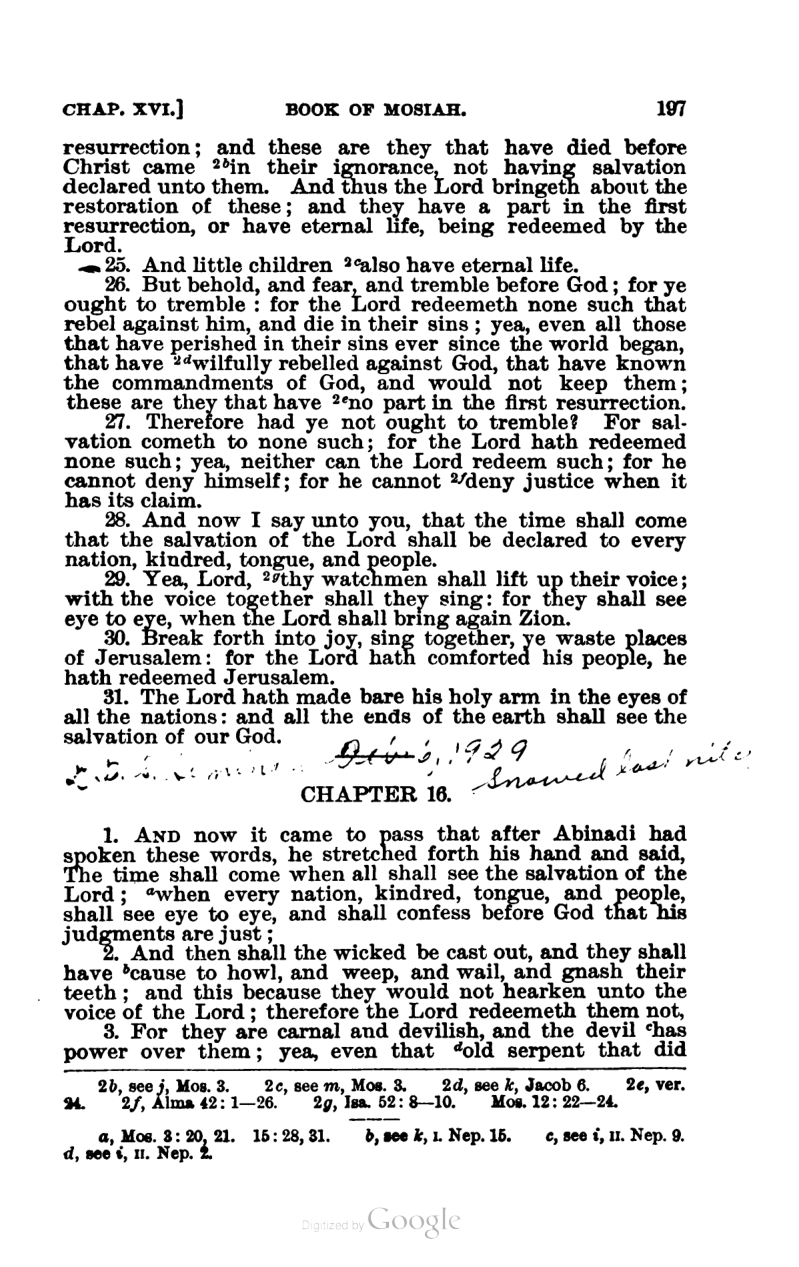 CHAP. XVI.] BOOK OF MOSIAH. 197
resurrection; and these are they that have died before
Christ came 2b in their ignorance, not having salvation
declared unto them. And thus the Lord bringeth about the
restoration of these; and they have a part in the first
resurrection, or have eternal life, being redeemed by the
Lord.
25. And little children 2c also have eternal life.
26. But behold, and fear, and tremble before God; for ye
ought to tremble : for the Lord redeemeth none such that
rebel against him, and die in their sins ; yea, even all those
that have perished in their sins ever since the world began,
that have 2d wilfully rebelled against God, that have known
the commandments of God, and would not keep them;
these are they that have 2e no part in the first resurrection.
27. Therefore had ye not ought to tremble? For sal-
vation cometh to none such; for the Lord hath redeemed
none such; yea, neither can the Lord redeem such; for he
cannot deny himself; for he cannot 2f deny justice when it
has its claim.
28. And now I say unto you, that the time shall come
that the salvation of the Lord shall be declared to every
nation, kindred, tongue, and people.
29. Yea, Lord, 2g thy watchmen shall lift up their voice;
with the voice together shall they sing: for they shall see
eye to eye, when the Lord shall bring again Zion.
30. Break forth into joy, sing together, ye waste places
of Jerusalem: for the Lord hath comforted his people, he
hath redeemed Jerusalem.
31. The Lord hath made bare his holy arm in the eyes of
all the nations: and all the ends of the earth shall see the
salvation of our God.
1929
Snowed last nite
CHAPTER 16.
1. AND now it came to pass that after Abinadi had
spoken these words, he stretched forth his hand and said,
The time shall come when all shall see the salvation of the
Lord ; a when every nation, kindred, tongue, and people,
shall see eye to eye, and shall confess before God that his
judgments are just ;
2. And then shall the wicked be cast out, and they shall
have b cause to howl, and weep, and wail, and gnash their
teeth ; and this because they would not hearken unto the
voice of the Lord ; therefore the Lord redeemeth them not,
3. For they are carnal and devilish, and the devil c has
power over them ; yea, even that d old serpent that did
2b, see j, Mos. 3. 2c, see m, Mos. 3. 2d, see k, Jacob 6. 2e, ver.
24. 2f, Alma 42: 1—26. 2g, Isa. 52: 8—10. Mos. 12: 22—24.
a, Mos. 3: 20, 21. 15: 28, 31. b, see k, I. Nep. 15. c, see i, II. Nep. 9.
d, see i, II. Nep. 2.
Digitized by Google